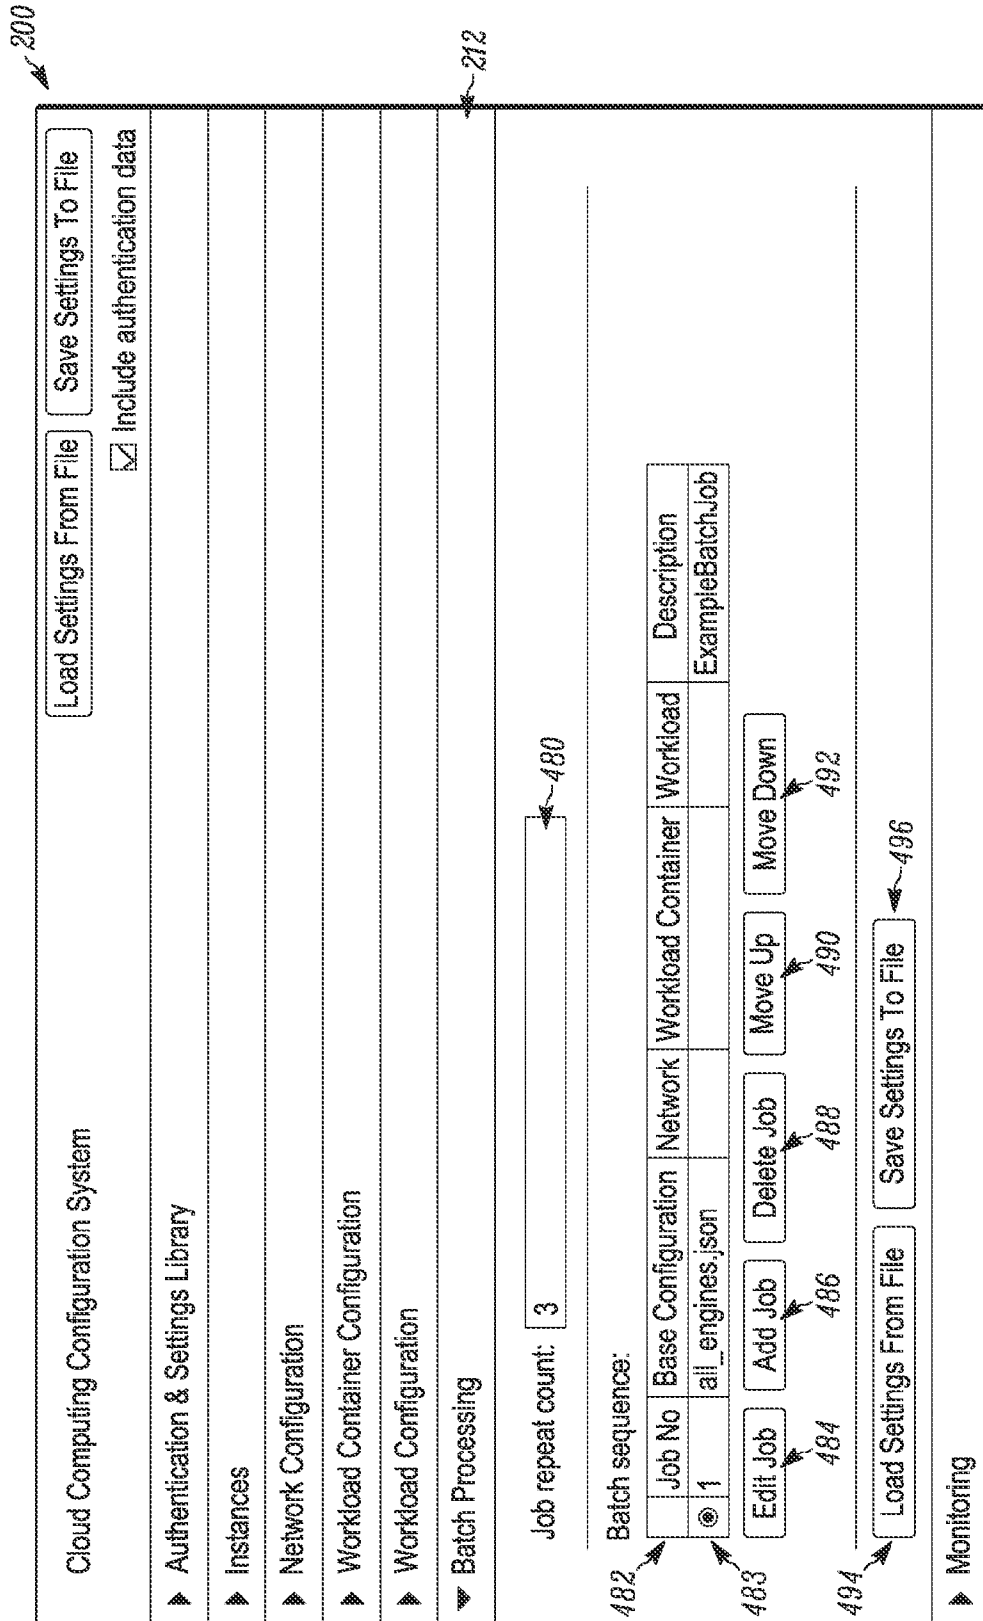 200
Cloud Computing Configuration System
Load Settings From File Save Settings To File
Include authentication data
Authentication & Settings Library
Instances
Network Configuration
Workload Container Configuration
Workload Configuration
Batch Processing 212
Job repeat count: 3 480
Batch sequence:
482 Job No Base Configuration Network Workload Container Workload Description
483 1 all_engines.json ExampleBatchJob
Edit Job Add Job Delete Job Move Up Move Down
484 486 488 490 492
494 Load Settings From File Save Settings To File 496
Monitoring